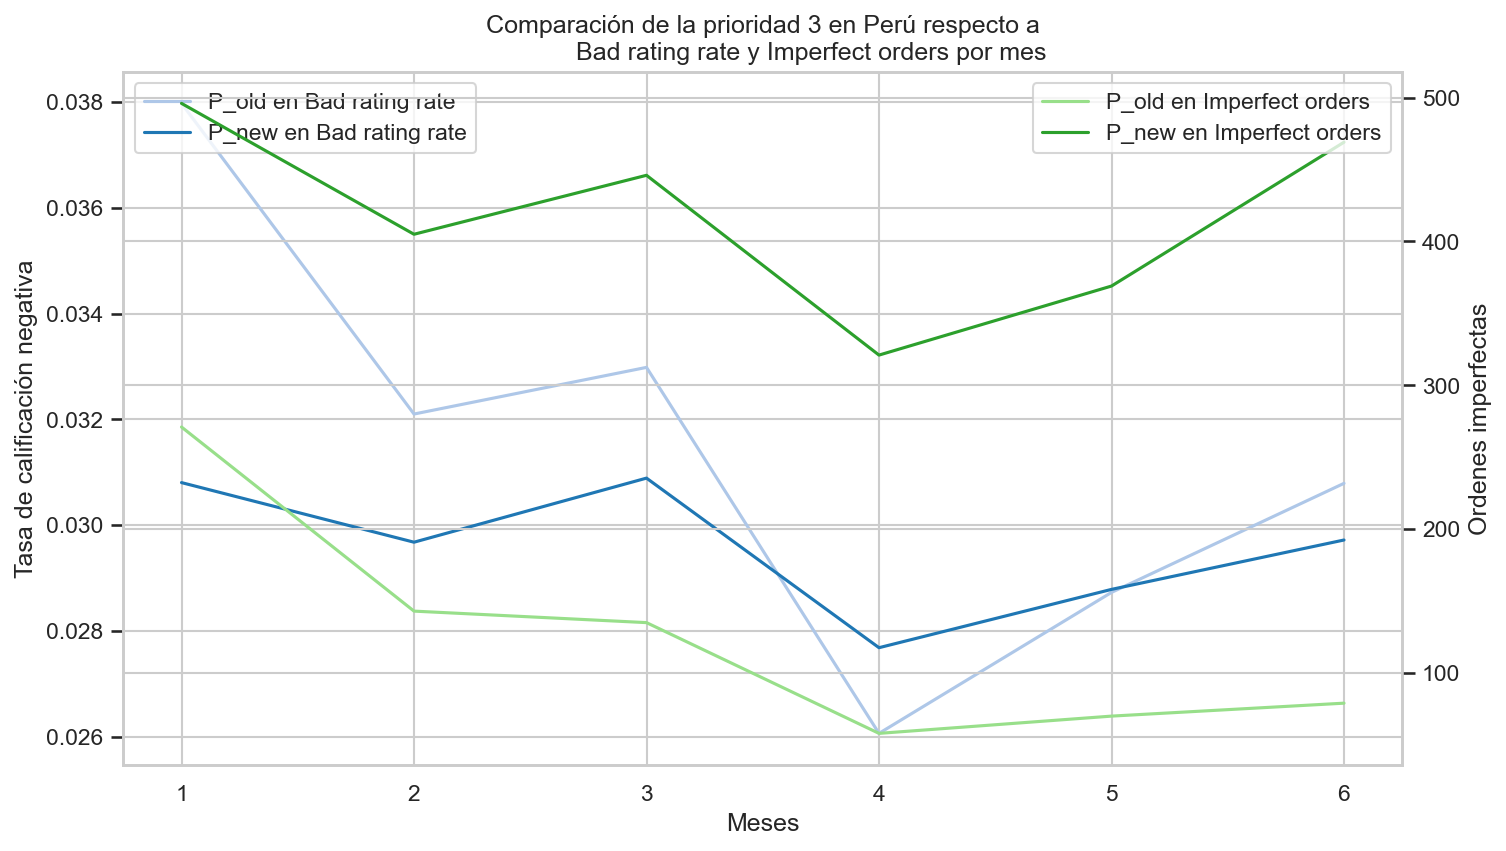 Comparación de la prioridad 3 en Perú respecto a
Bad rating rate y Imperfect orders por mes
P_old en Bad rating rate
P_new en Bad rating rate
P_old en Imperfect orders
P_new en Imperfect orders
Tasa de calificación negativa
0.038
0.036
0.034
0.032
0.030
0.028
0.026
500
400
300
200
100
Ordenes imperfectas
1 2 3 4 5 6
Meses